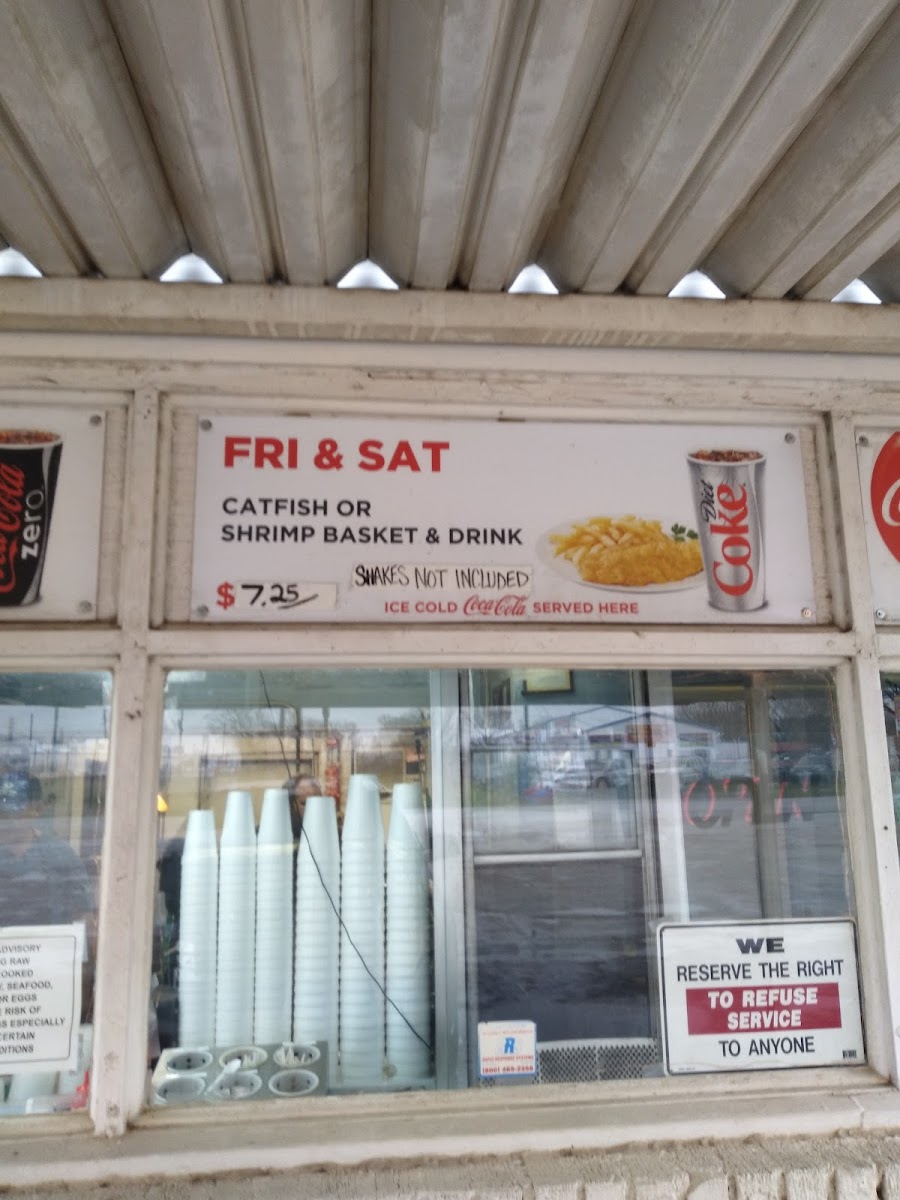 FRI & SAT
CATFISH OR
SHRIMP BASKET & DRINK
$7.25
SHAKES NOT INCLUDED
ICE COLD Coca-Cola SERVED HERE
Diet
Coke
Coca-Cola
zero
ADVISORY
RAW
SEAFOOD,
OR EGGS
RISK OF
ESPECIALLY
CERTAIN
R
WE
RESERVE THE RIGHT
TO REFUSE
SERVICE
TO ANYONE